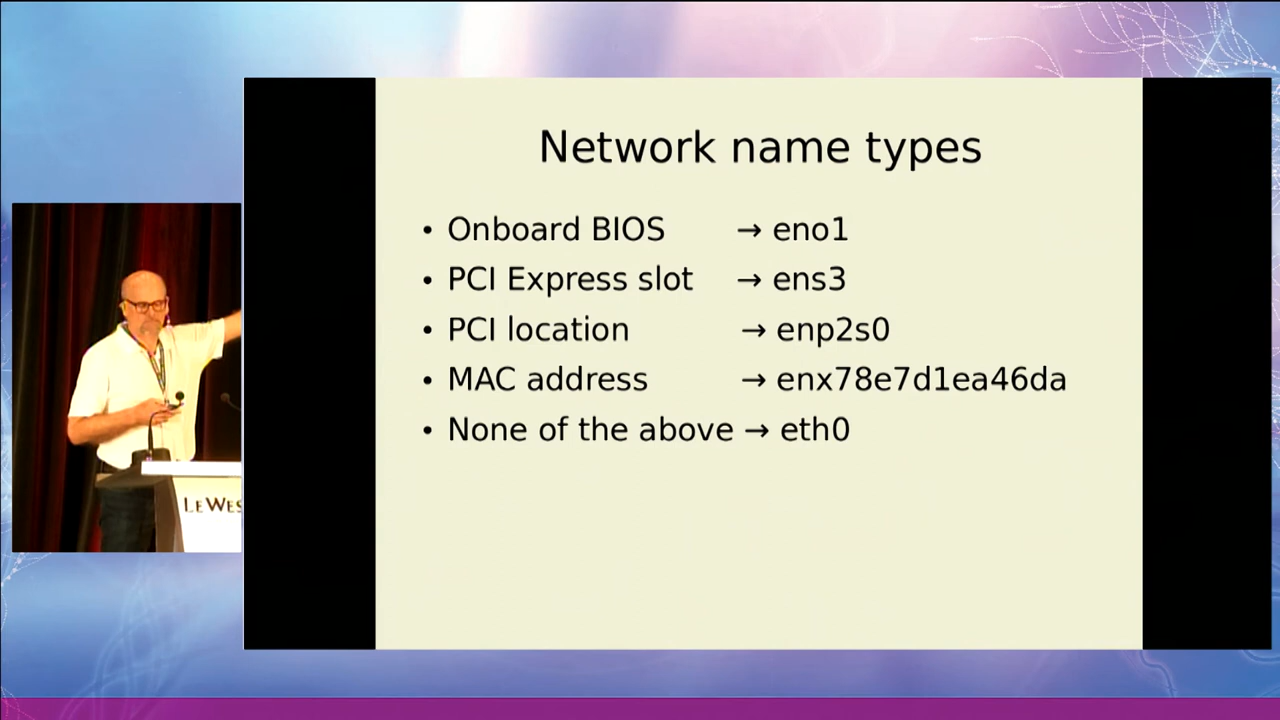 Network name types
• Onboard BIOS → eno1
• PCI Express slot → ens3
• PCI location → enp2s0
• MAC address → enx78e7d1ea46da
• None of the above → eth0
LE WES